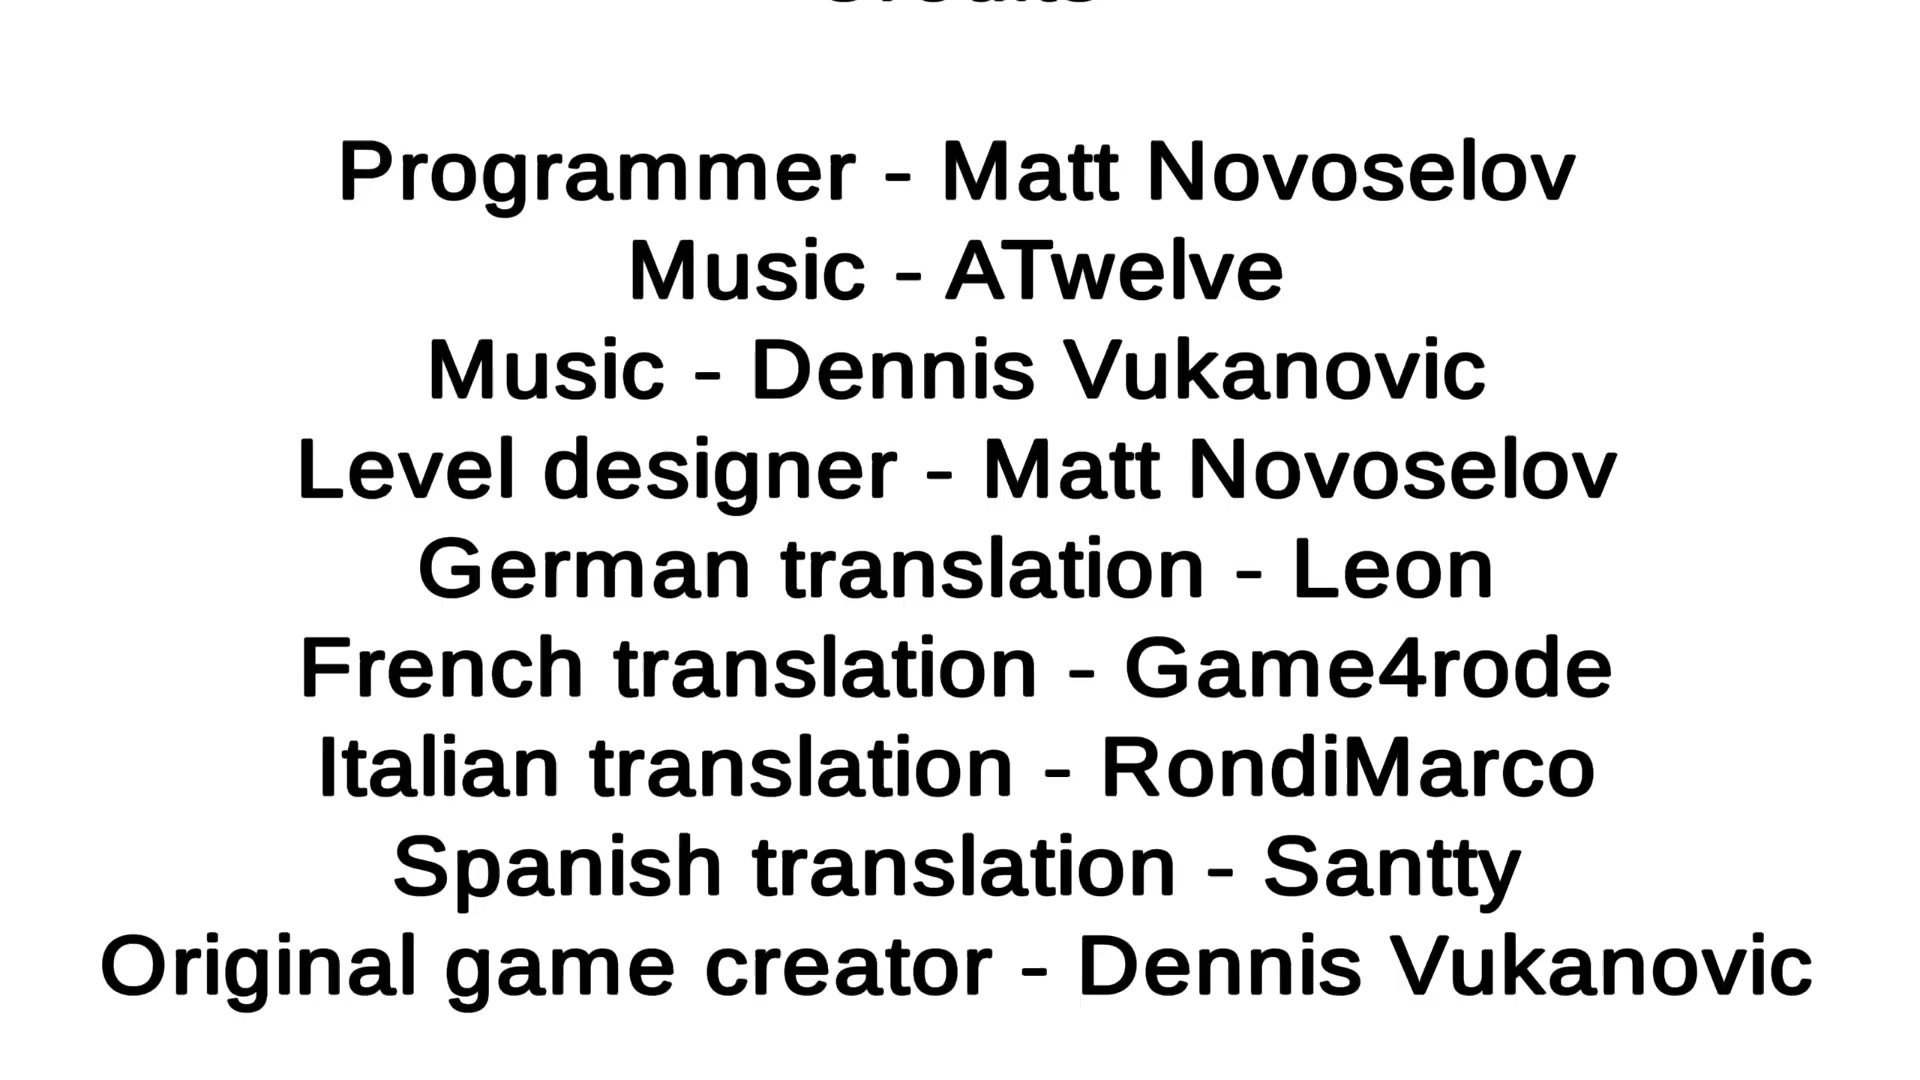 Credits
Programmer - Matt Novoselov
Music - ATwelve
Music - Dennis Vukanovic
Level designer - Matt Novoselov
German translation - Leon
French translation - Game4rode
Italian translation - RondiMarco
Spanish translation - Santty
Original game creator - Dennis Vukanovic